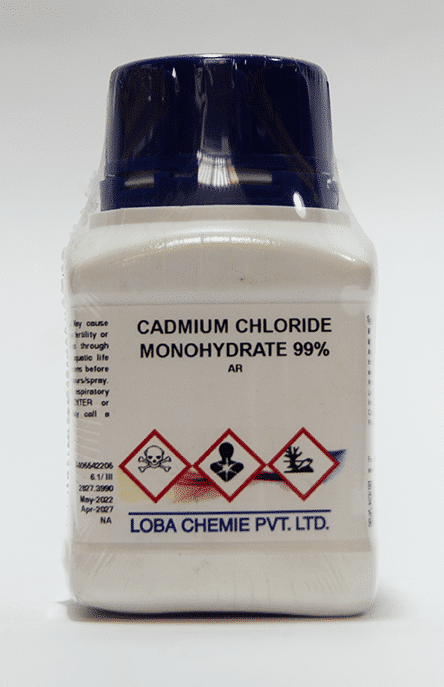 May cause
fertility or
through
aquatic life
before
respiratory
or
call a
CADMIUM CHLORIDE
MONOHYDRATE 99%
AR
6.1/ III
2827.3990
May-2022
Apr-2027
NA
LOBA CHEMIE PVT. LTD.